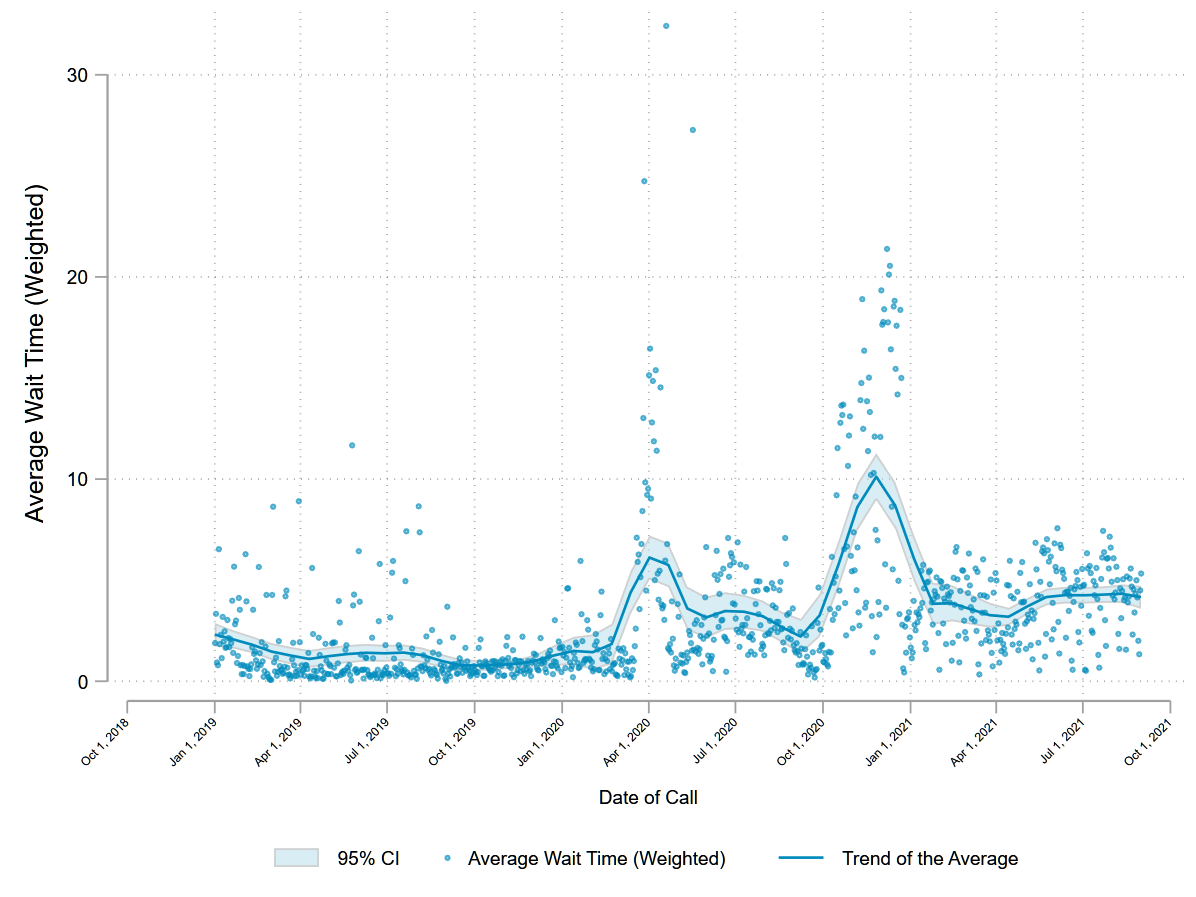 Average Wait Time (Weighted)
30
20
10
0
Oct 1, 2018
Jan 1, 2019
Apr 1, 2019
Jul 1, 2019
Oct 1, 2019
Jan 1, 2020
Apr 1, 2020
Jul 1, 2020
Oct 1, 2020
Jan 1, 2021
Apr 1, 2021
Jul 1, 2021
Oct 1, 2021
Date of Call
95% CI Average Wait Time (Weighted) Trend of the Average